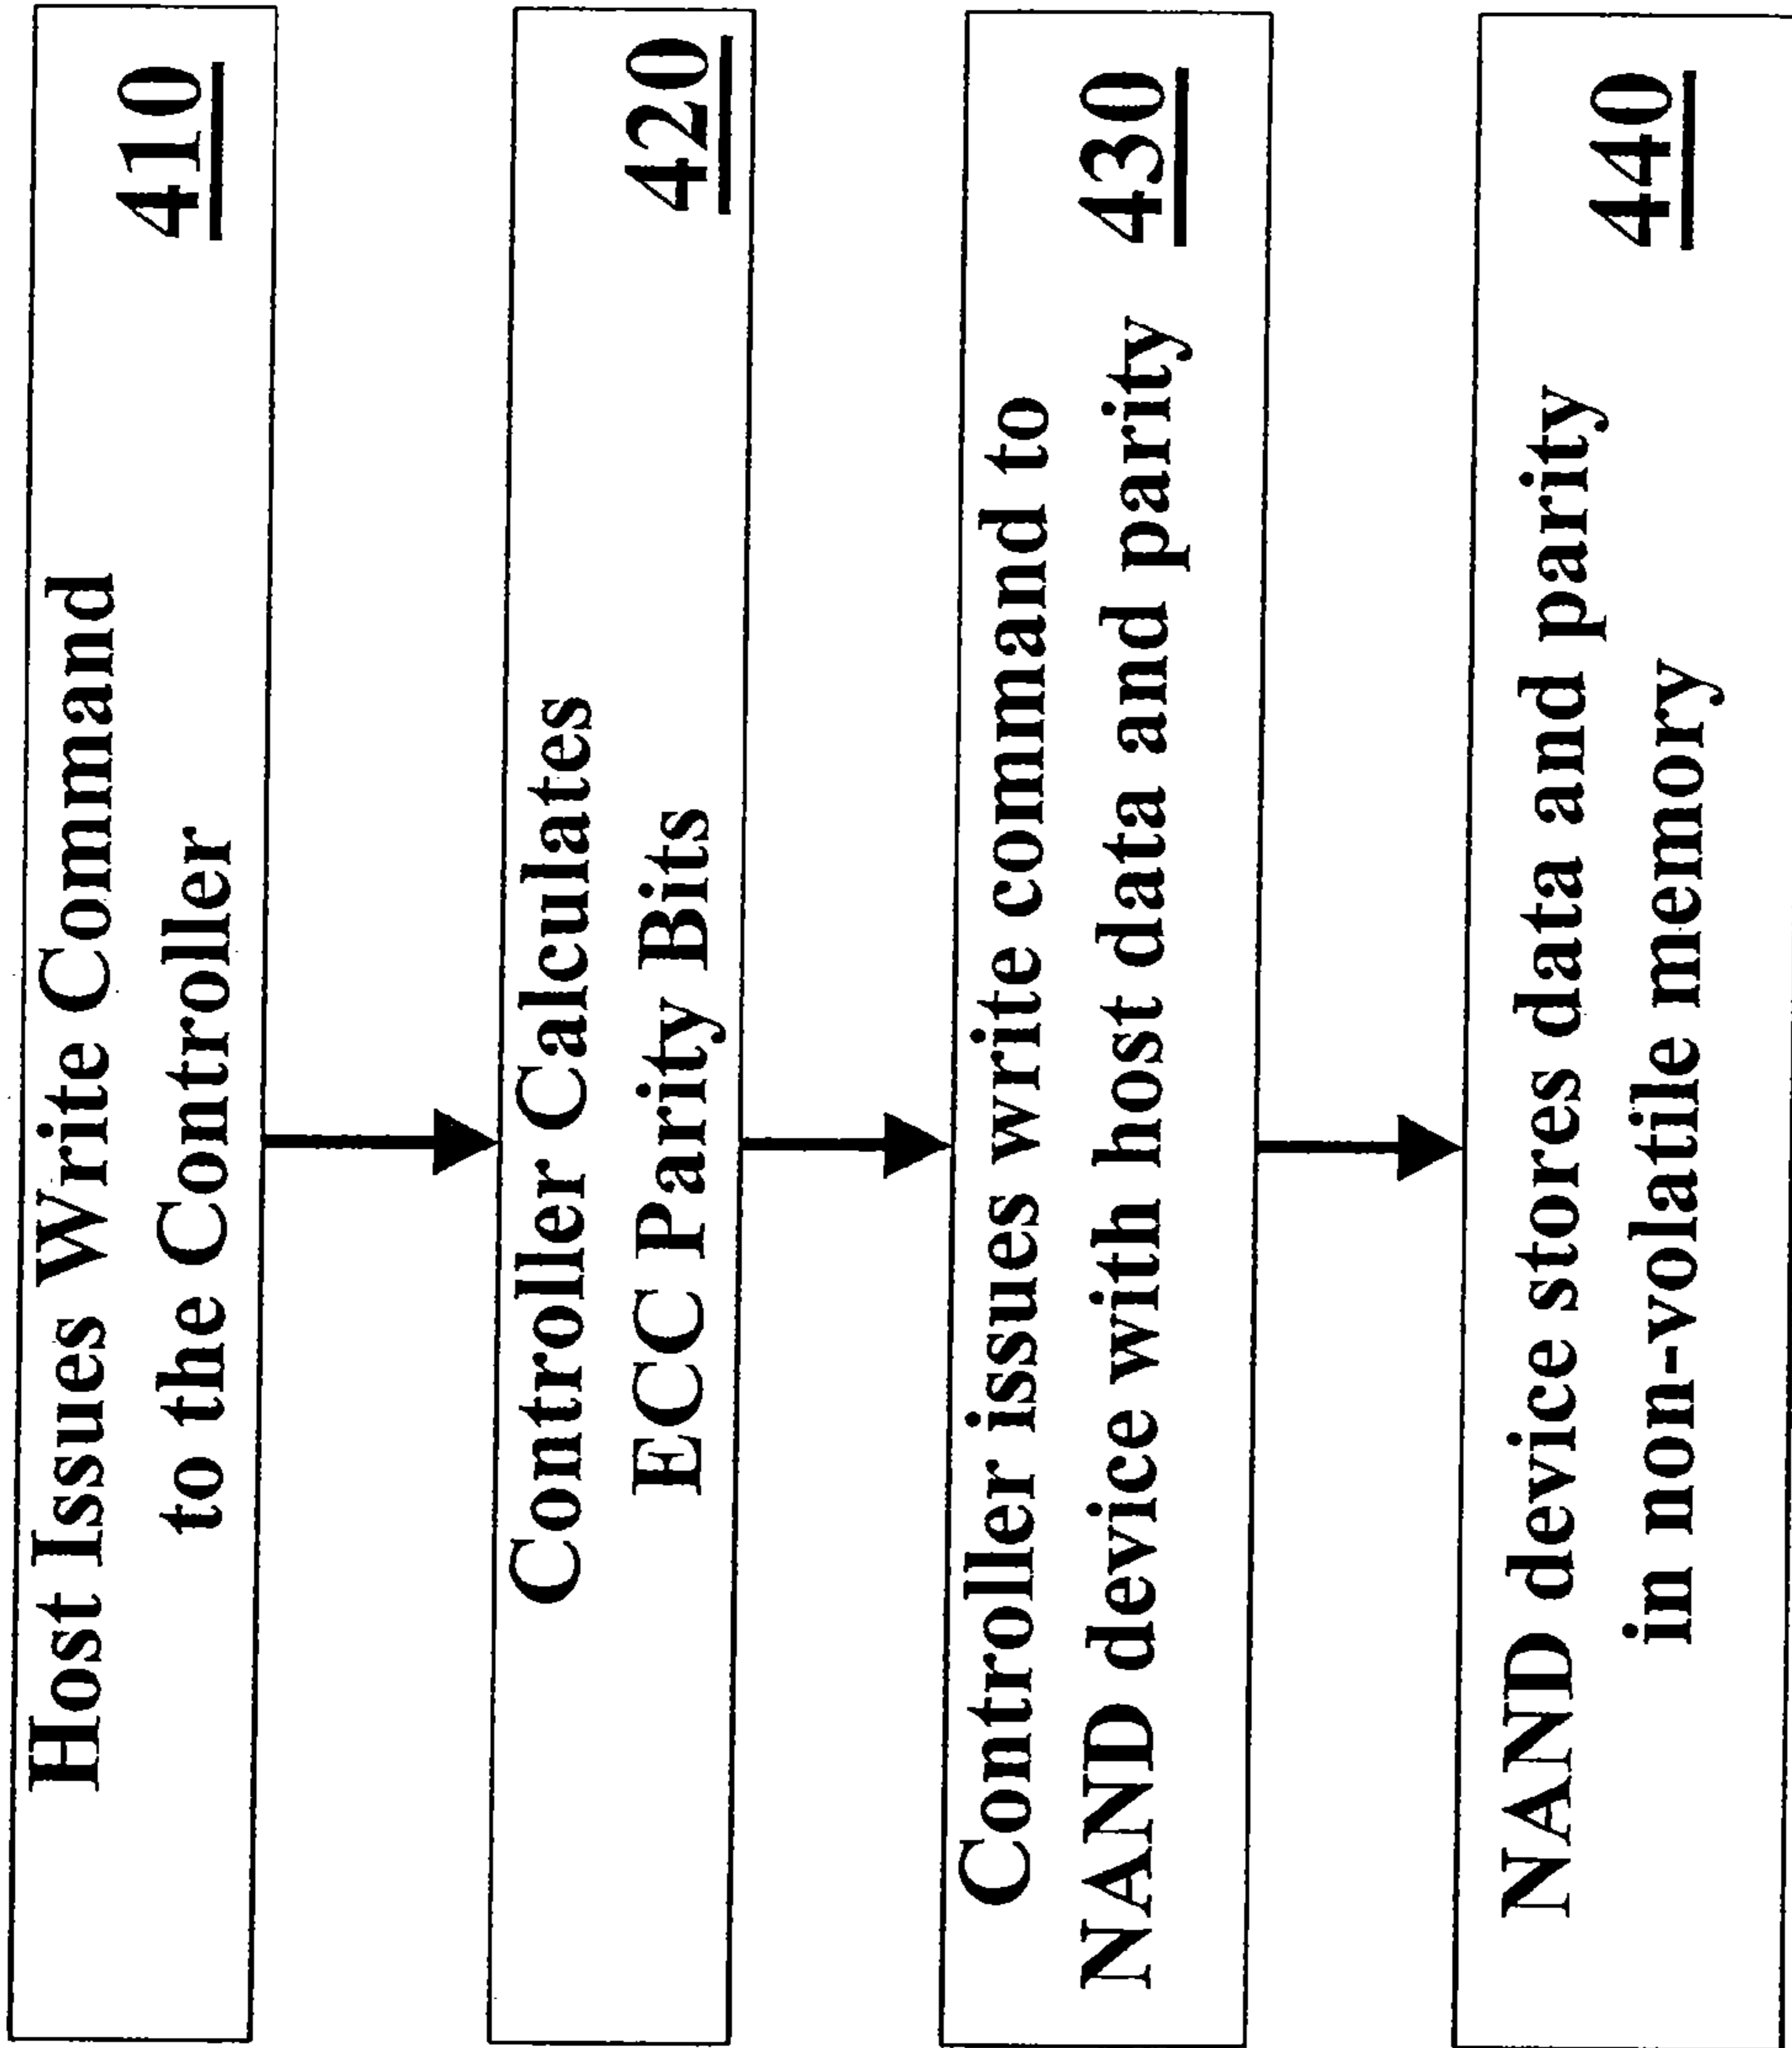 Host Issues Write Command
to the Controller 410
Controller Calculates
ECC Parity Bits 420
Controller issues write command to
NAND device with host data and parity 430
NAND device stores data and parity
in non-volatile memory 440